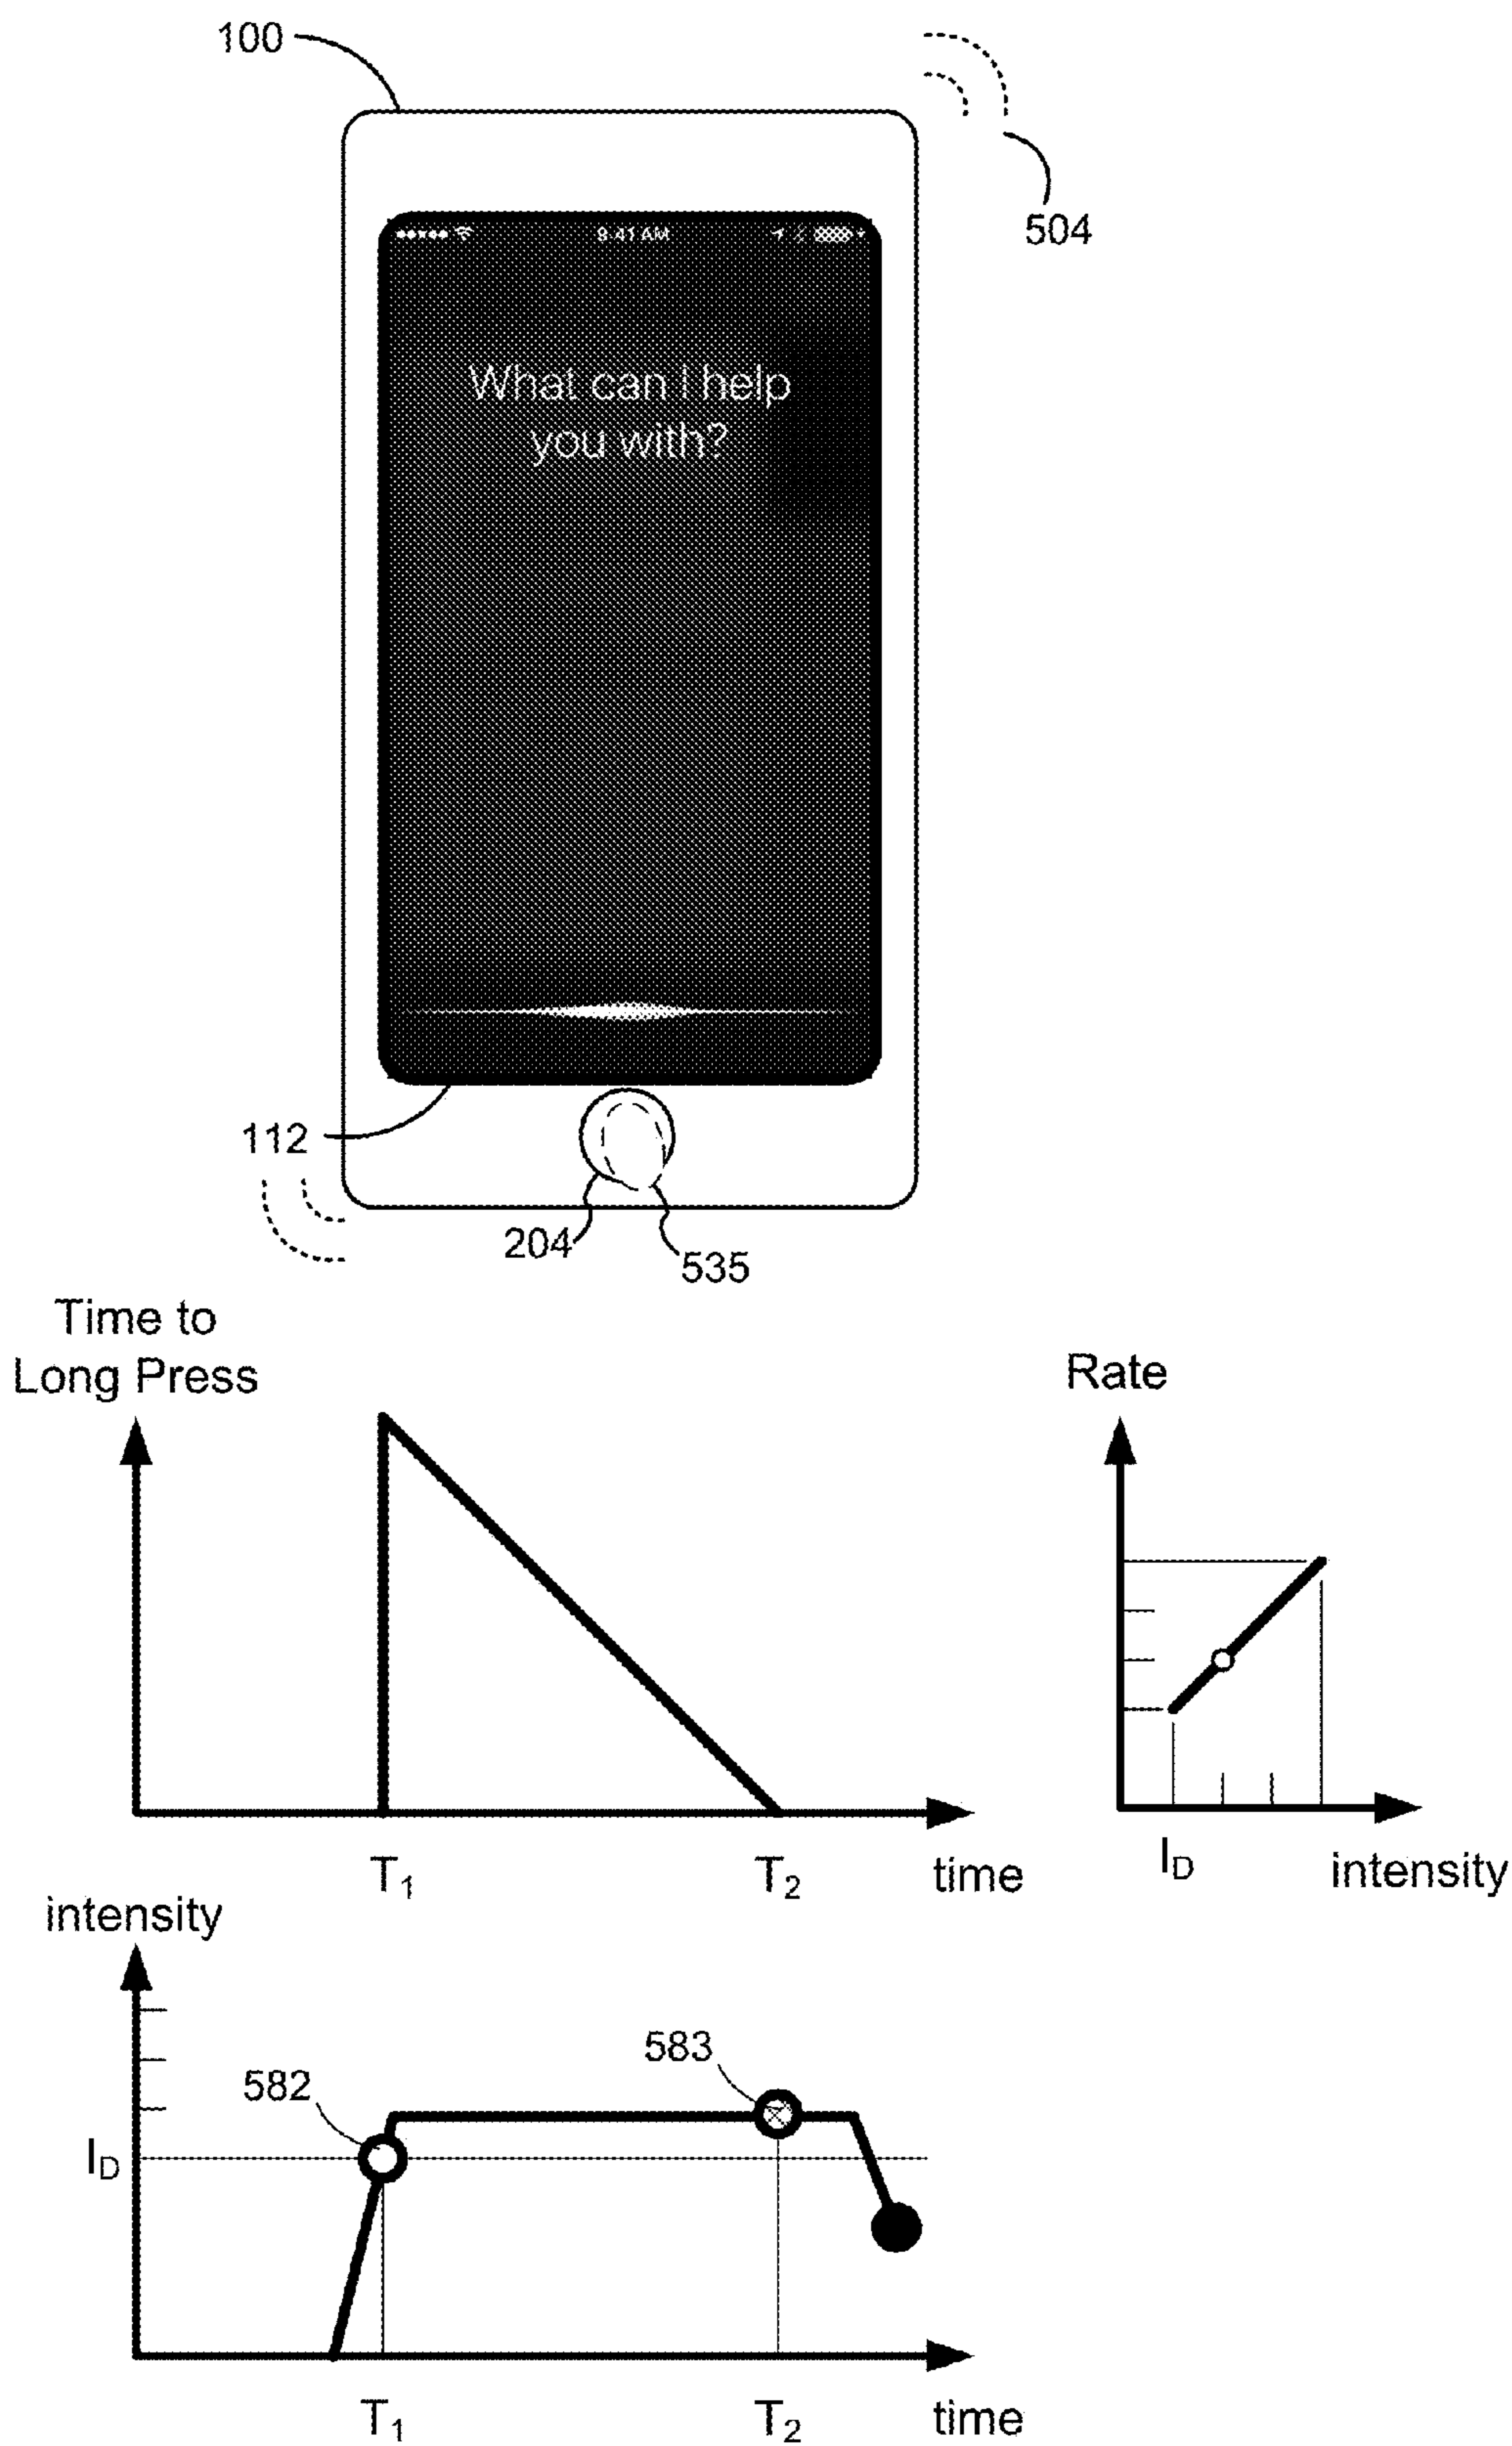 100
504
9:41 AM
What can I help
you with?
112
204
535
Time to
Long Press
Rate
T1
T2
time
ID
intensity
intensity
582
583
ID
T1
T2
time